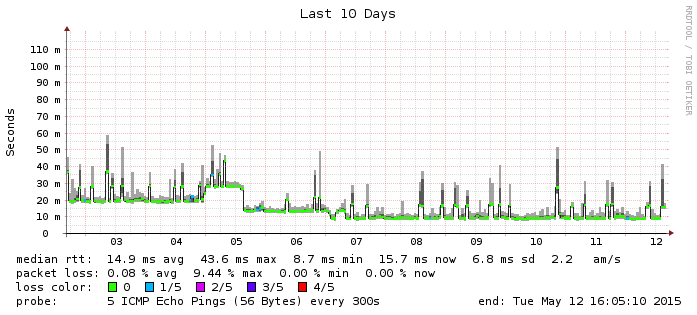 Last 10 Days
RRDTOOL / TOBI OETIKER
Seconds
110 m
100 m
90 m
80 m
70 m
60 m
50 m
40 m
30 m
20 m
10 m
0
03 04 05 06 07 08 09 10 11 12
median rtt: 14.9 ms avg 43.6 ms max 8.7 ms min 15.7 ms now 6.8 ms sd 2.2 am/s
packet loss: 0.08 % avg 9.44 % max 0.00 % min 0.00 % now
loss color: 0 1/5 2/5 3/5 4/5
probe: 5 ICMP Echo Pings (56 Bytes) every 300s end: Tue May 12 16:05:10 2015